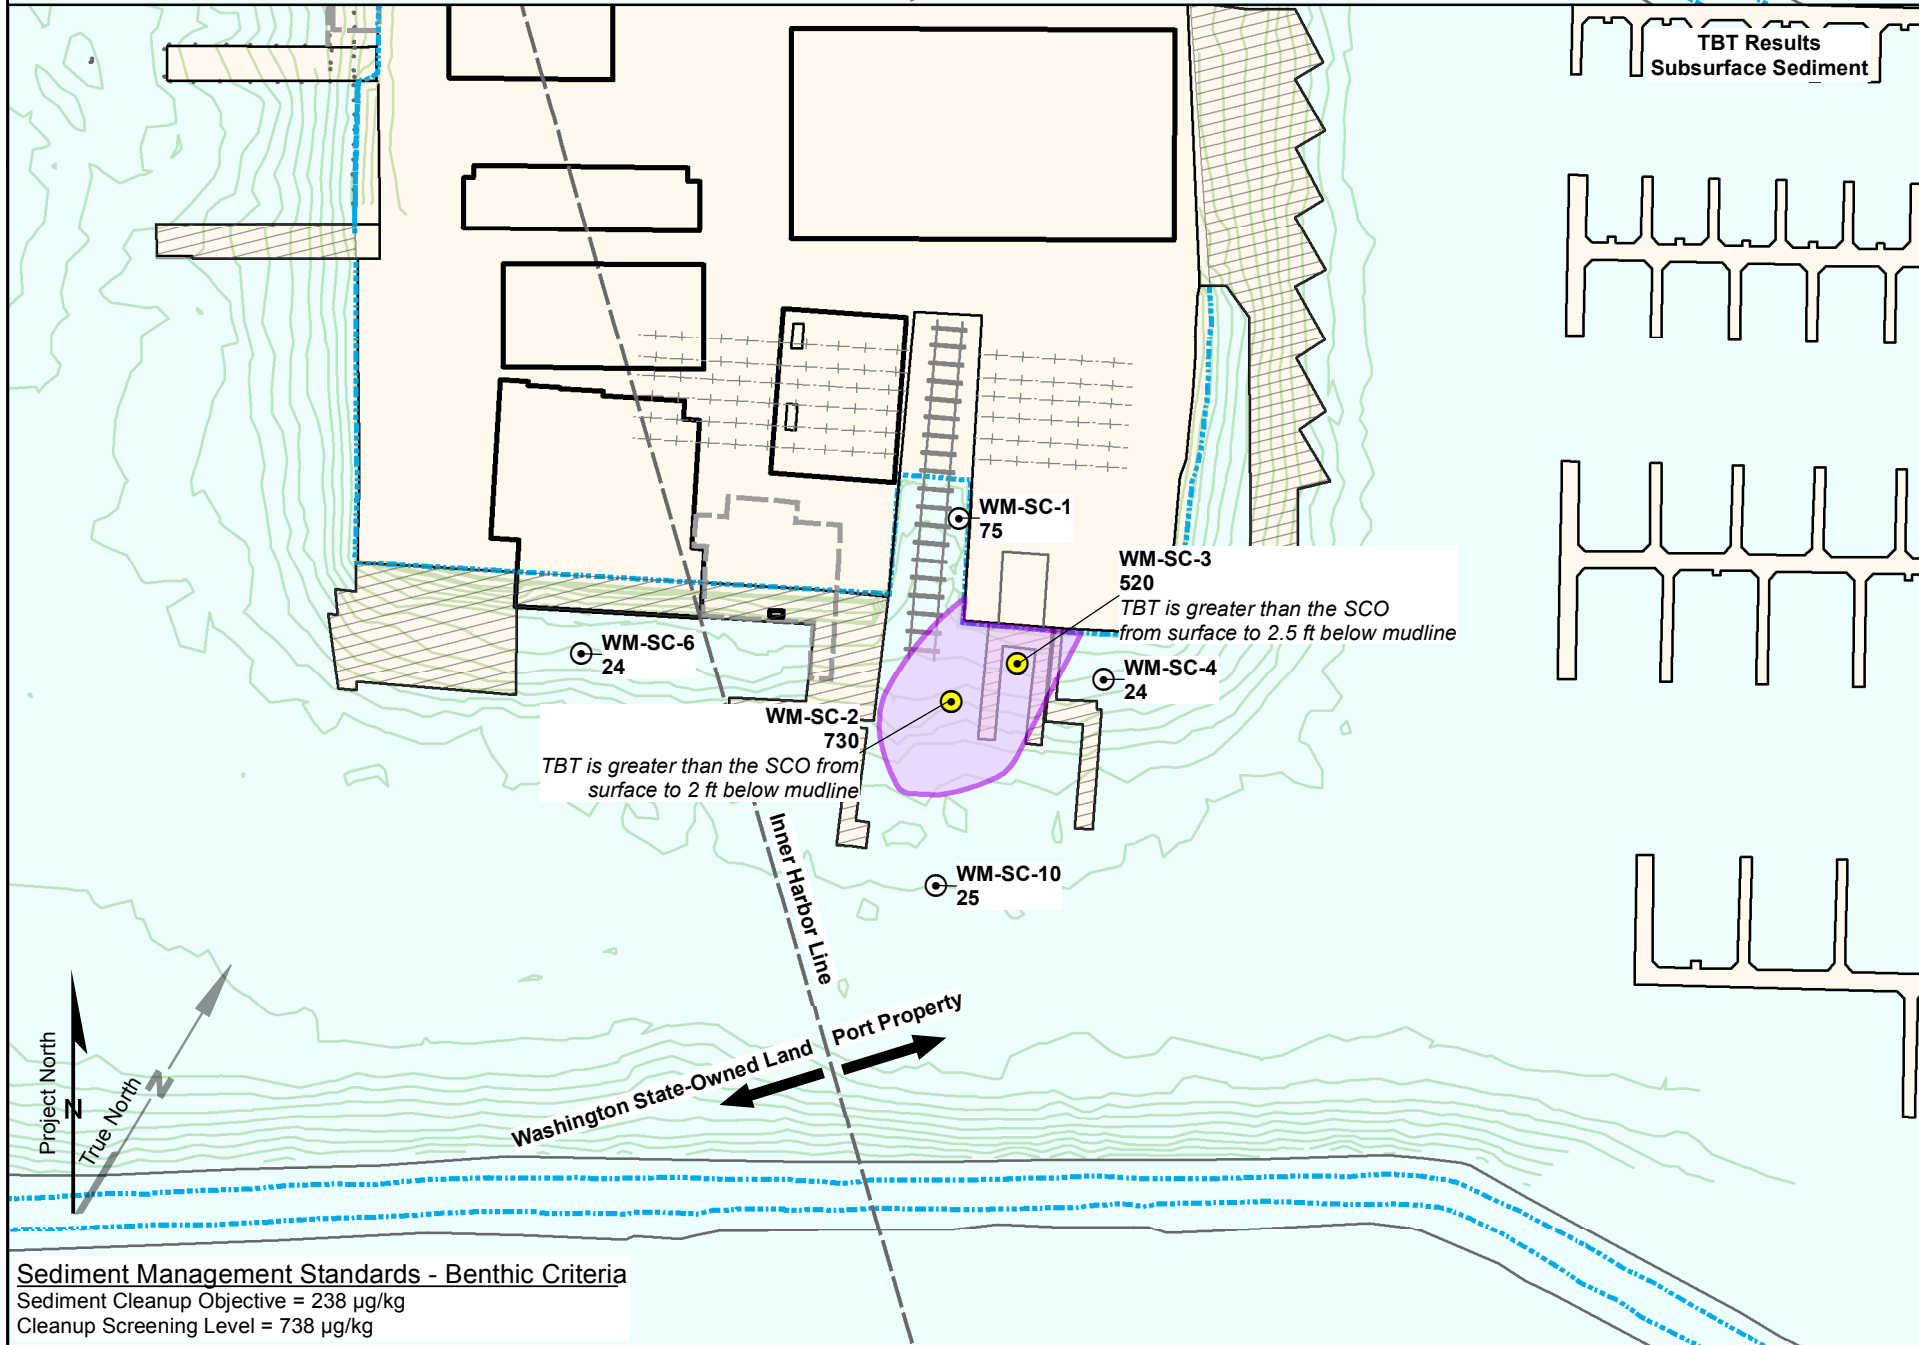 TBT Results
Subsurface Sediment
WM-SC-1
75
WM-SC-3
520
TBT is greater than the SCO
from surface to 2.5 ft below mudline
WM-SC-6
24
WM-SC-4
24
WM-SC-2
730
TBT is greater than the SCO from
surface to 2 ft below mudline
WM-SC-10
25
Inner Harbor Line
Port Property
Washington State-Owned Land
Project North
N
True North
N
Sediment Management Standards - Benthic Criteria
Sediment Cleanup Objective = 238 µg/kg
Cleanup Screening Level = 738 µg/kg